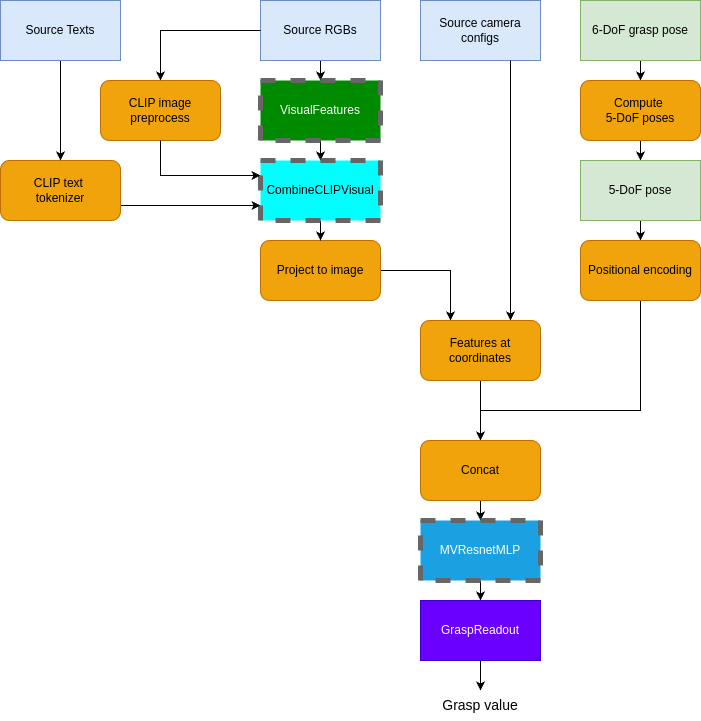 Source Texts
Source RGBs
Source camera
configs
6-DoF grasp pose
CLIP image
preprocess
VisualFeatures
Compute
5-DoF poses
CLIP text
tokenizer
CombineCLIPVisual
5-DoF pose
Project to image
Positional encoding
Features at
coordinates
Concat
MVResnetMLP
GraspReadout
Grasp value